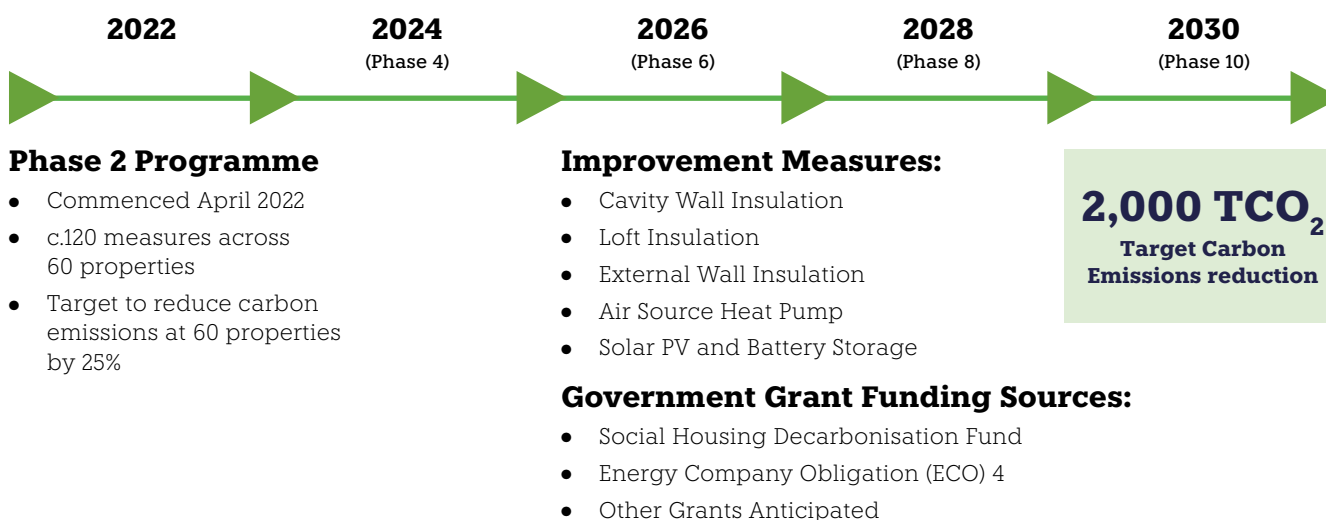 2022
2024
(Phase 4)
2026
(Phase 6)
2028
(Phase 8)
2030
(Phase 10)
Phase 2 Programme
• Commenced April 2022
• c.120 measures across
60 properties
• Target to reduce carbon
emissions at 60 properties
by 25%
Improvement Measures:
• Cavity Wall Insulation
• Loft Insulation
• External Wall Insulation
• Air Source Heat Pump
• Solar PV and Battery Storage
Government Grant Funding Sources:
• Social Housing Decarbonisation Fund
• Energy Company Obligation (ECO) 4
• Other Grants Anticipated
2,000 TCO₂
Target Carbon
Emissions reduction